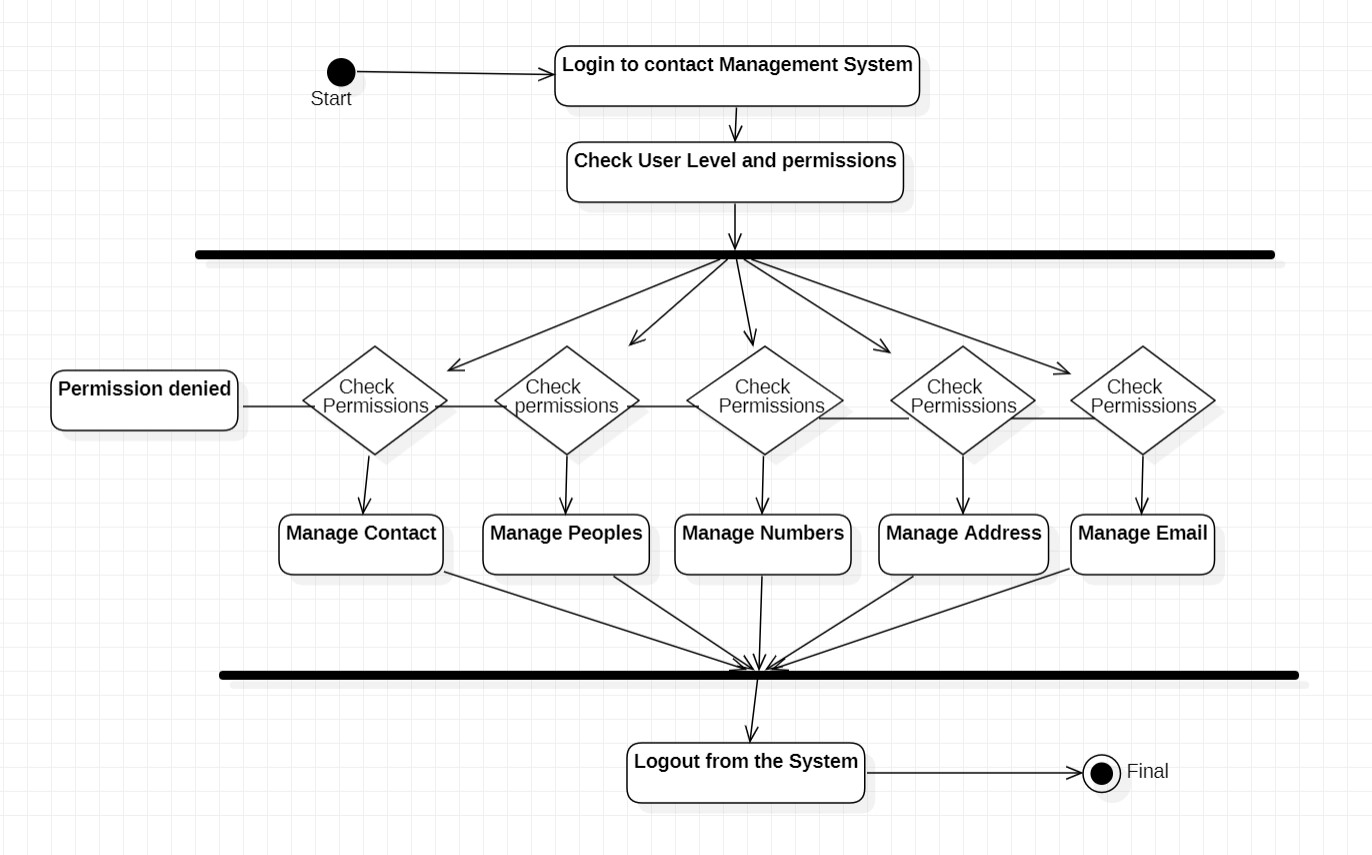 Login to contact Management System
Start
Check User Level and permissions
Permission denied
Check
Permissions
Check
permissions
Check
Permissions
Check
Permissions
Check
Permissions
Manage Contact
Manage Peoples
Manage Numbers
Manage Address
Manage Email
Logout from the System
Final